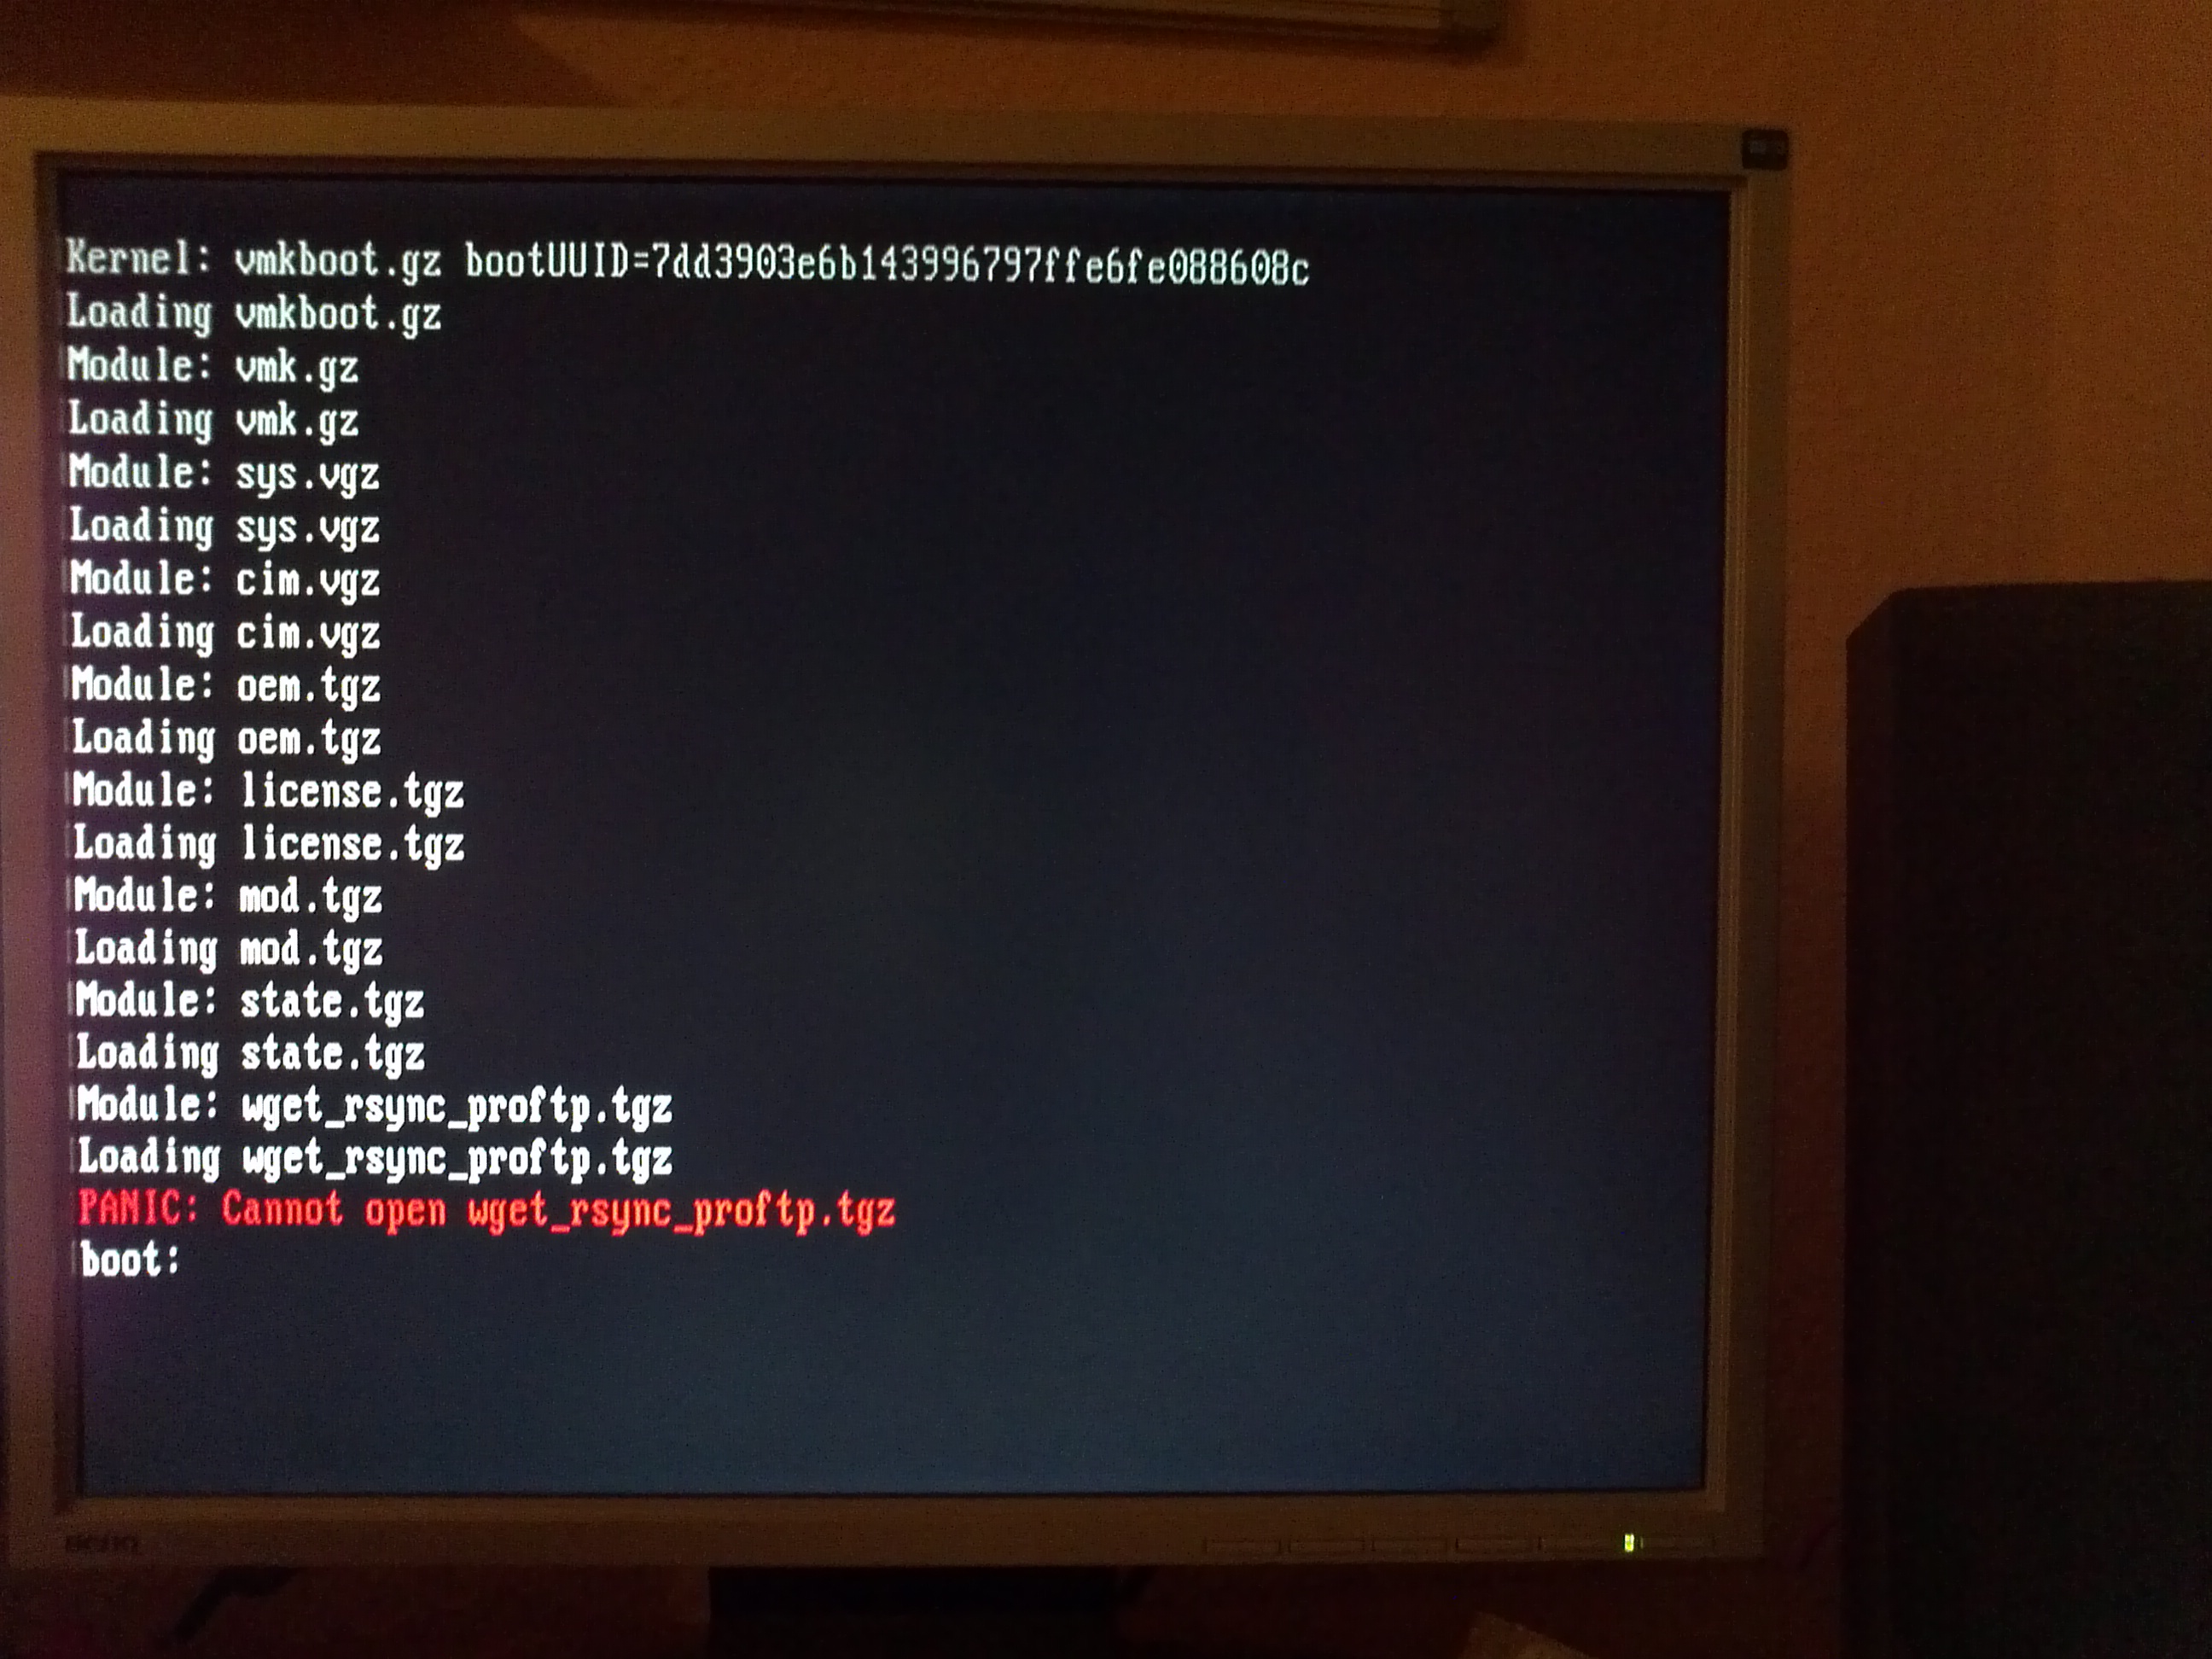 Kernel: vmkboot.gz bootUUID=7dd3903e6b143996797ffe6fe088608c
Loading vmkboot.gz
Module: vmk.gz
Loading vmk.gz
Module: sys.vgz
Loading sys.vgz
Module: cim.vgz
Loading cim.vgz
Module: oem.tgz
Loading oem.tgz
Module: license.tgz
Loading license.tgz
Module: mod.tgz
Loading mod.tgz
Module: state.tgz
Loading state.tgz
Module: wget_rsync_proftp.tgz
Loading wget_rsync_proftp.tgz
PANIC: Cannot open wget_rsync_proftp.tgz
boot:
BenQ